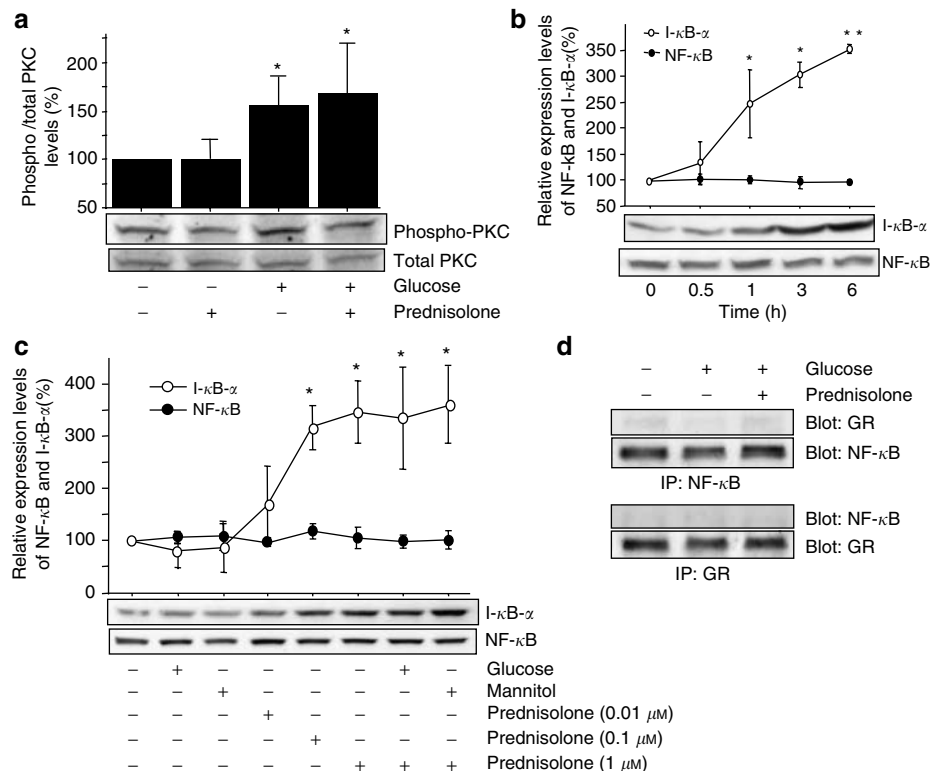 a
Phospho /total PKC
levels (%)
200
150
100
50
* *
Phospho-PKC
Total PKC
– – + + Glucose
– + – + Prednisolone
b
Relative expression levels
of NF-kB and I-κB-α(%)
I-κB-α
NF-κB
350
300
250
200
150
100
50
* * * *
I-κB-α
NF-κB
0 0.5 1 3 6
Time (h)
c
Relative expression levels
of NF-κB and I-κB-α(%)
I-κB-α
NF-κB
400
300
200
100
0
* * * *
I-κB-α
NF-κB
– + – – – – + – Glucose
– – + – – – – + Mannitol
– – – + – – – – Prednisolone (0.01 μM)
– – – – + – – – Prednisolone (0.1 μM)
– – – – – + + + Prednisolone (1 μM)
d
– + + Glucose
– – + Prednisolone
Blot: GR
Blot: NF-κB
IP: NF-κB
Blot: NF-κB
Blot: GR
IP: GR